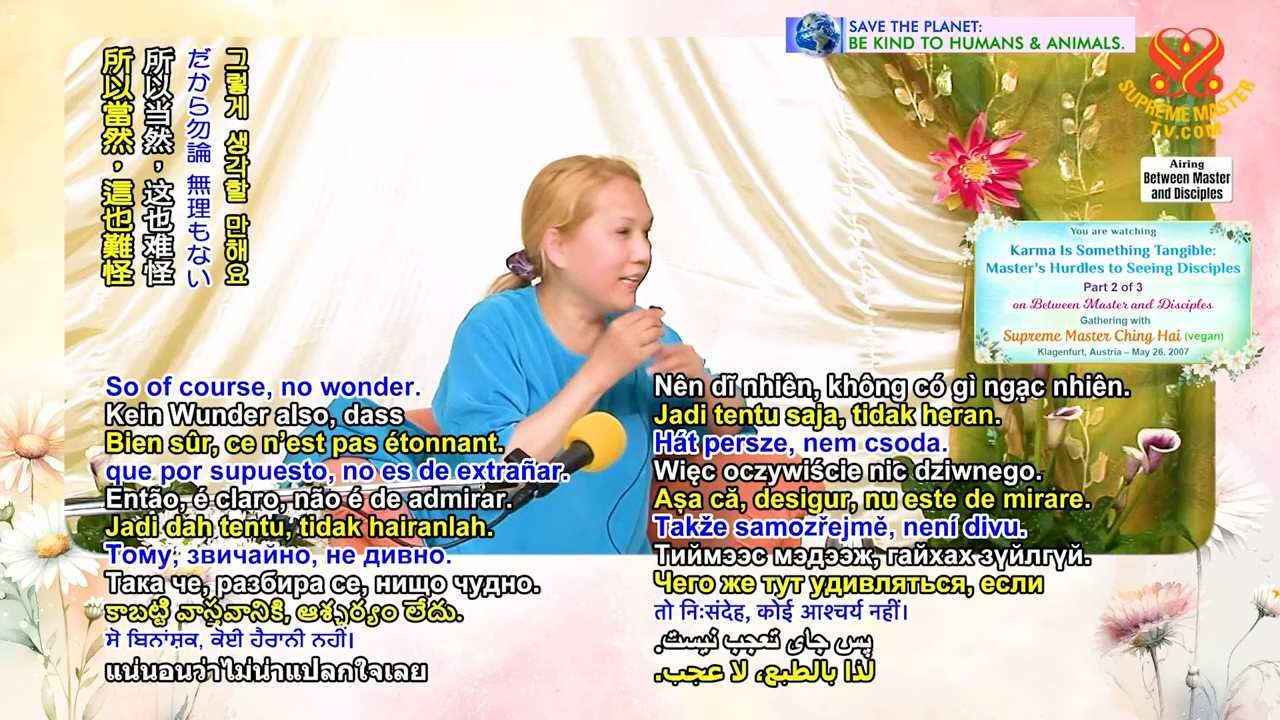 SAVE THE PLANET:
BE KIND TO HUMANS & ANIMALS.
SUPREME MASTER
TV.COM
Airing
Between Master
and Disciples
You are watching
Karma Is Something Tangible:
Master's Hurdles to Seeing Disciples
Part 2 of 3
on Between Master and Disciples
Gathering with
Supreme Master Ching Hai (vegan)
Klagenfurt, Austria – May 26, 2007
그렇게 생각할 만해요
だから勿論 無理もない
所以当然，这也难怪
所以當然，這也難怪
So of course, no wonder.
Kein Wunder also, dass
Bien sûr, ce n’est pas étonnant.
que por supuesto, no es de extrañar.
Então, é claro, não é de admirar.
Jadi dah tentu, tidak hairanlah.
Тому, звичайно, не дивно.
Така че, разбира се, нищо чудно.
కాబట్టి వాస్తవానికి, ఆశ్చర్యం లేదు.
ਸੋ ਬਿਨਾਂਸ਼ਕ, ਕੋਈ ਹੈਰਾਨੀ ਨਹੀਂ।
แน่นอนว่าไม่น่าแปลกใจเลย
Nên dĩ nhiên, không có gì ngạc nhiên.
Jadi tentu saja, tidak heran.
Hát persze, nem csoda.
Więc oczywiście nic dziwnego.
Așa că, desigur, nu este de mirare.
Takže samozřejmě, není divu.
Тиймээс мэдээж, гайхах зүйлгүй.
Чего же тут удивляться, если
तो निःसंदेह, कोई आश्चर्य नहीं।
پس جای تعجب نیست.
لذا بالطبع، لا عجب.